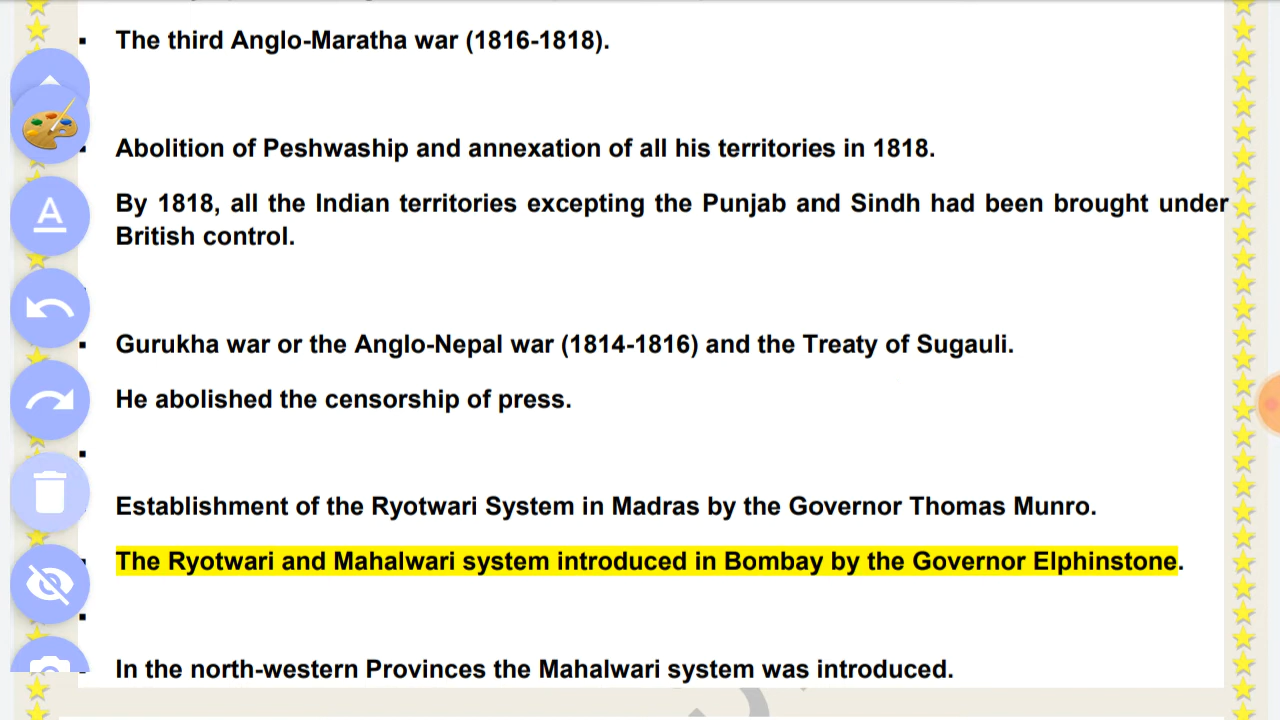 The third Anglo-Maratha war (1816-1818).
Abolition of Peshwaship and annexation of all his territories in 1818.
By 1818, all the Indian territories excepting the Punjab and Sindh had been brought under
British control.
Gurukha war or the Anglo-Nepal war (1814-1816) and the Treaty of Sugauli.
He abolished the censorship of press.
Establishment of the Ryotwari System in Madras by the Governor Thomas Munro.
The Ryotwari and Mahalwari system introduced in Bombay by the Governor Elphinstone.
In the north-western Provinces the Mahalwari system was introduced.